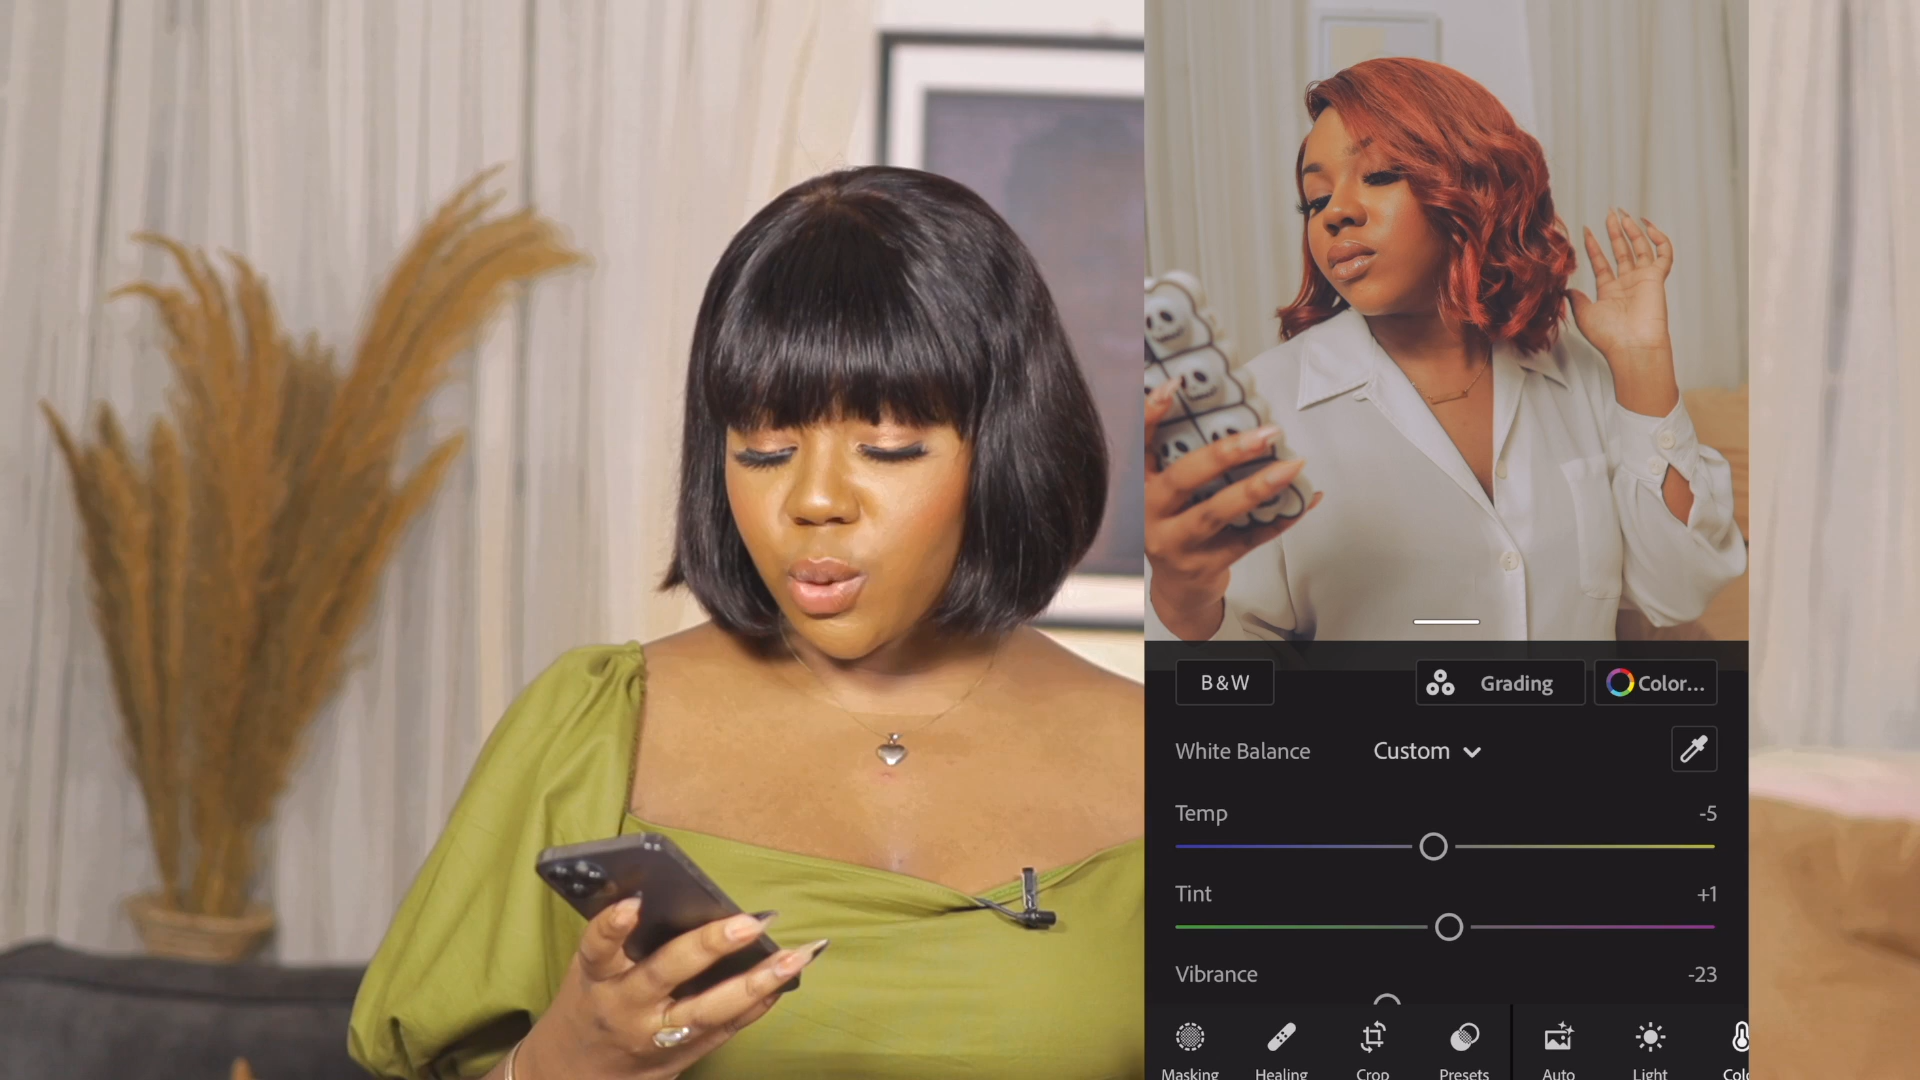 B&W
Grading
Color...
White Balance
Custom
Temp
-5
Tint
+1
Vibrance
-23
Masking
Healing
Crop
Presets
Auto
Light